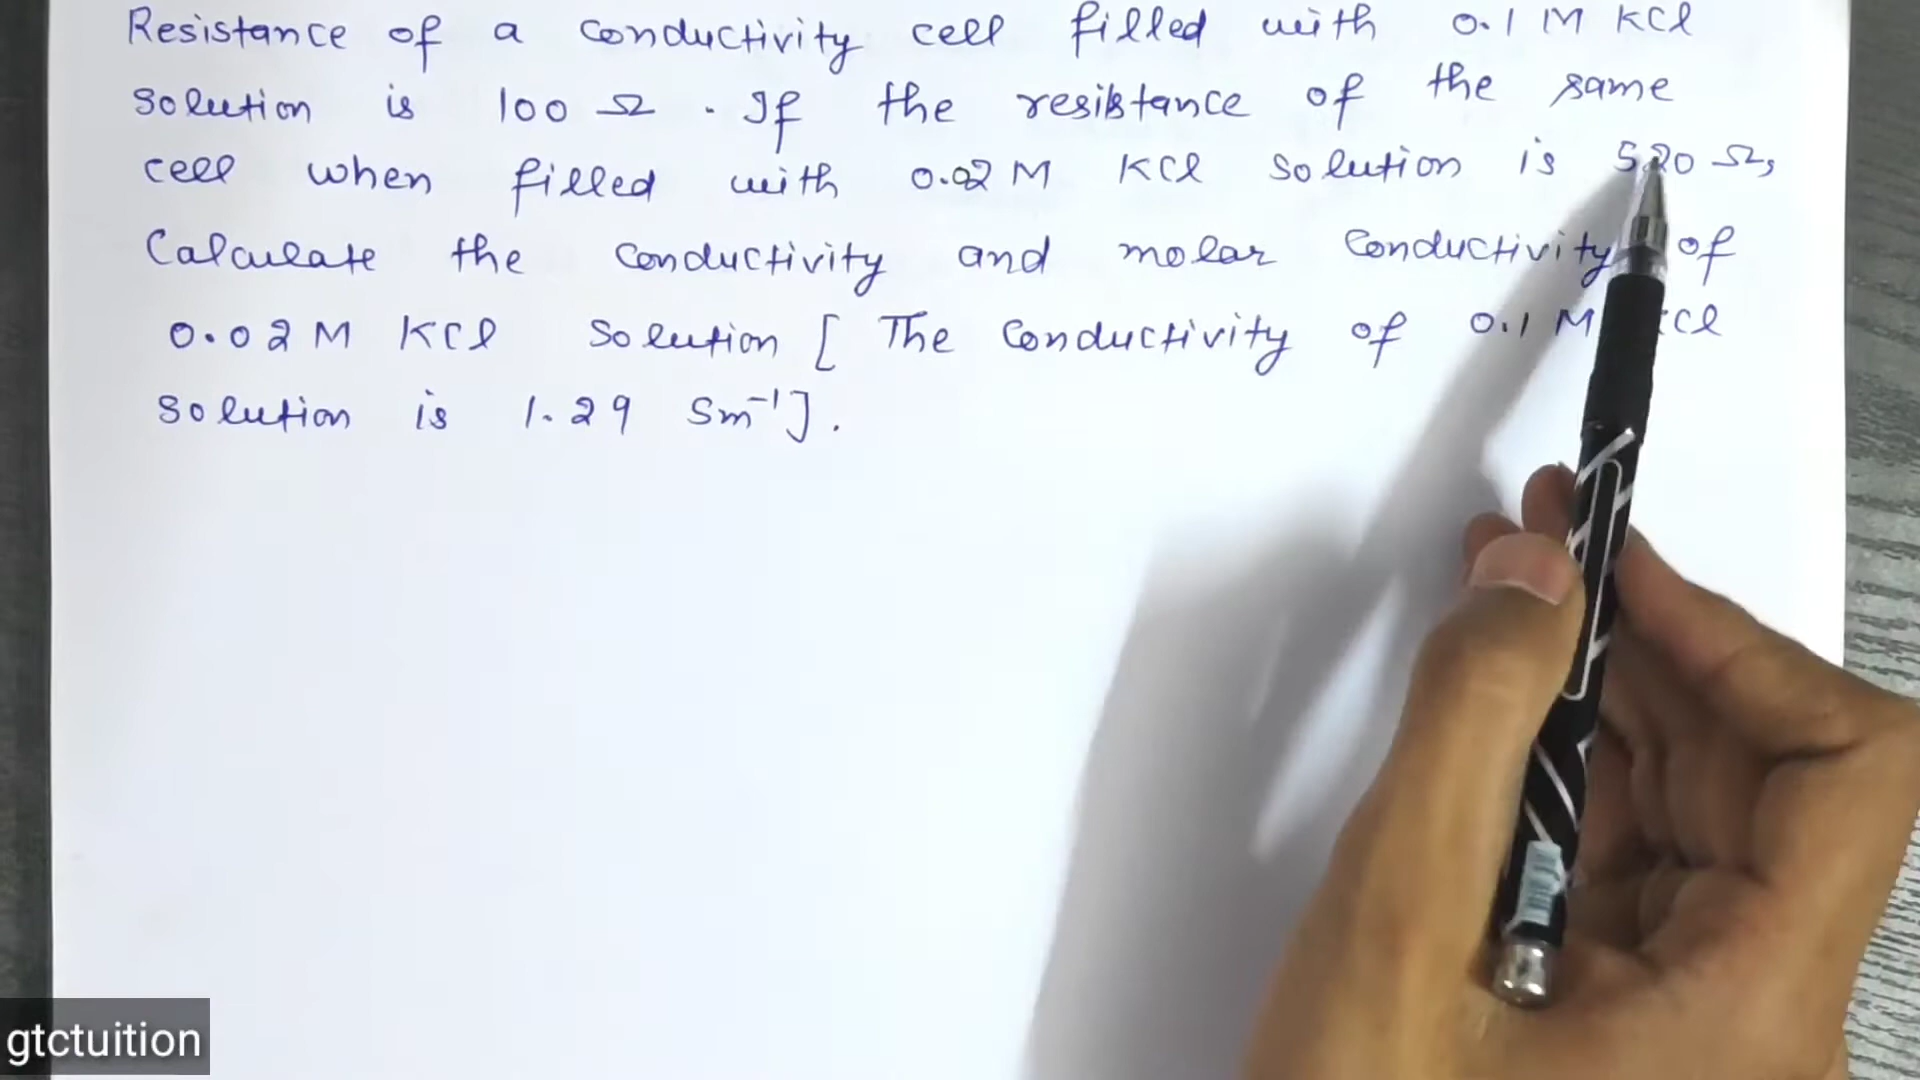 Resistance of a conductivity cell filled with 0.1 M KCl
solution is 100 Ω. If the resistance of the same
cell when filled with 0.02 M KCl solution is 520 Ω,
Calculate the conductivity and molar conductivity of
0.02 M KCl solution [ The conductivity of 0.1 M KCl
solution is 1.29 Sm⁻¹].
gtctuition